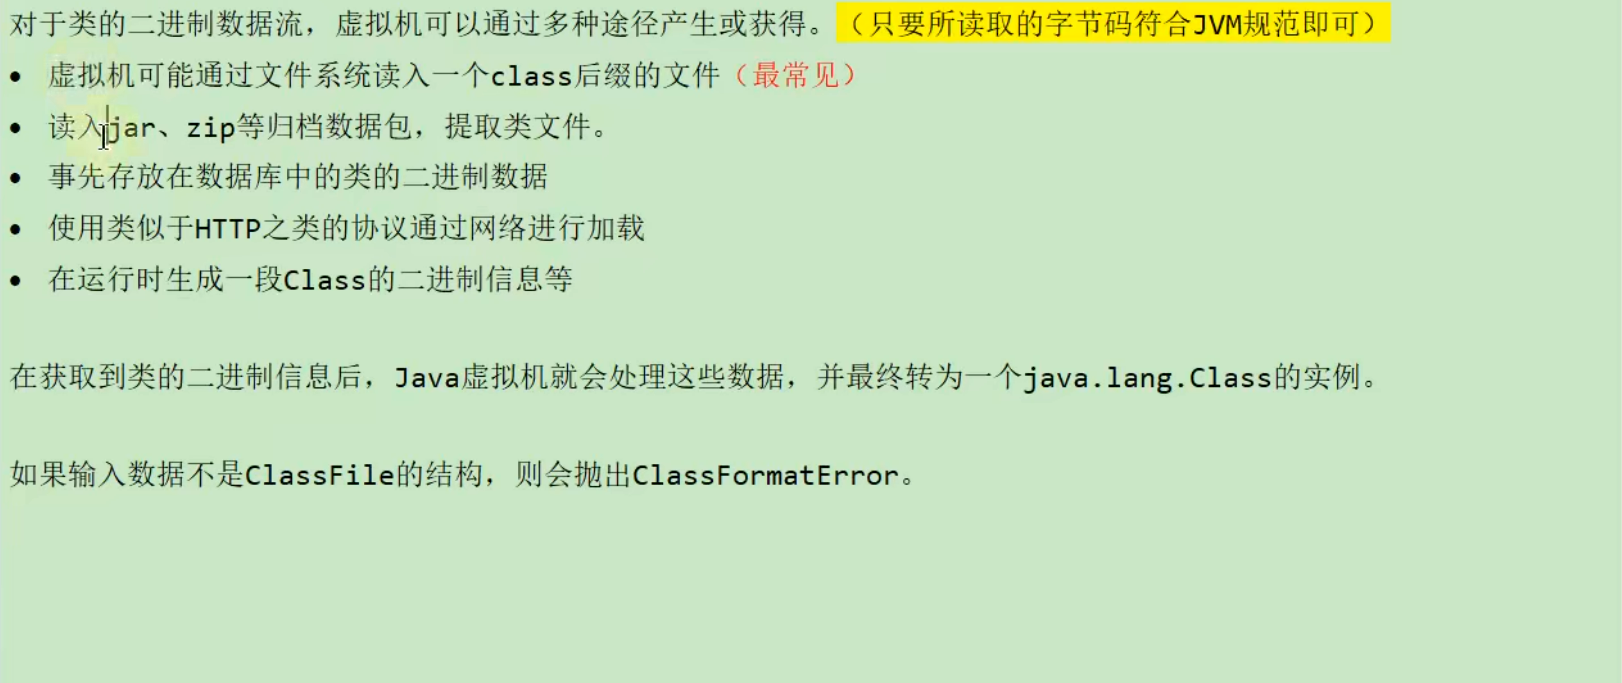 对于类的二进制数据流，虚拟机可以通过多种途径产生或获得。（只要所读取的字节码符合JVM规范即可）
• 虚拟机可能通过文件系统读入一个class后缀的文件（最常见）
• 读入jar、zip等归档数据包，提取类文件。
• 事先存放在数据库中的类的二进制数据
• 使用类似于HTTP之类的协议通过网络进行加载
• 在运行时生成一段Class的二进制信息等
在获取到类的二进制信息后，Java虚拟机就会处理这些数据，并最终转为一个java.lang.Class的实例。
如果输入数据不是ClassFile的结构，则会抛出ClassFormatError。